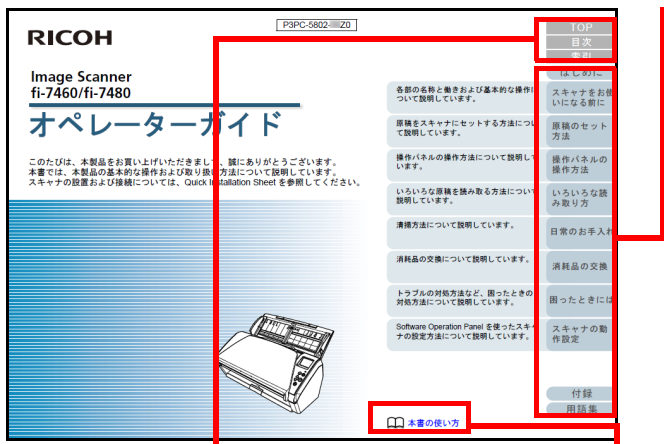 P3PC-5802- Z0
RICOH
Image Scanner
fi-7460/fi-7480
オペレーターガイド
このたびは、本製品をお買い上げいただきまして、誠にありがとうございます。
本書では、本製品の基本的な操作および取り扱い方法について説明しています。
スキャナの設置および接続については、Quick Installation Sheet を参照してください。
TOP
目次
索引
はじめに
各部の名称と働きおよび基本的な操作に
ついて説明しています。
スキャナをお使
いになる前に
原稿をスキャナにセットする方法につい
て説明しています。
原稿のセット
方法
操作パネルの操作方法について説明して
います。
操作パネルの
操作方法
いろいろな原稿を読み取る方法について
説明しています。
いろいろな読
み取り方
清掃方法について説明しています。
日常のお手入れ
消耗品の交換について説明しています。
消耗品の交換
トラブルの対処方法など、困ったときの
対処方法について説明しています。
困ったときには
Software Operation Panel を使ったスキャ
ナの設定方法について説明しています。
スキャナの動
作設定
付録
用語集
本書の使い方